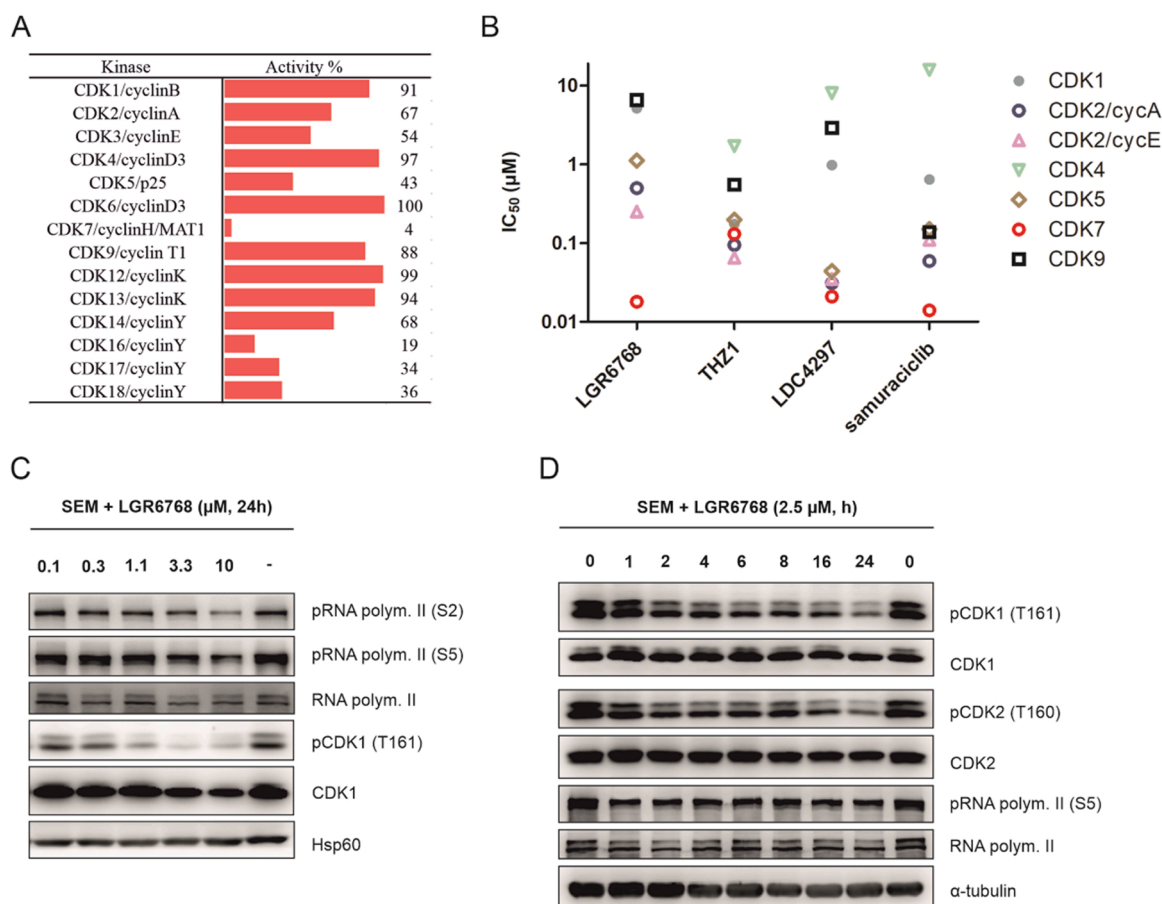 A
Kinase Activity %
CDK1/cyclinB 91
CDK2/cyclinA 67
CDK3/cyclinE 54
CDK4/cyclinD3 97
CDK5/p25 43
CDK6/cyclinD3 100
CDK7/cyclinH/MAT1 4
CDK9/cyclin T1 88
CDK12/cyclinK 99
CDK13/cyclinK 94
CDK14/cyclinY 68
CDK16/cyclinY 19
CDK17/cyclinY 34
CDK18/cyclinY 36
B
IC50 (µM)
10
1
0.1
0.01
LGR6768
THZ1
LDC4297
samuraciclib
CDK1
CDK2/cycA
CDK2/cycE
CDK4
CDK5
CDK7
CDK9
C
SEM + LGR6768 (µM, 24h)
0.1 0.3 1.1 3.3 10 -
pRNA polym. II (S2)
pRNA polym. II (S5)
RNA polym. II
pCDK1 (T161)
CDK1
Hsp60
D
SEM + LGR6768 (2.5 µM, h)
0 1 2 4 6 8 16 24 0
pCDK1 (T161)
CDK1
pCDK2 (T160)
CDK2
pRNA polym. II (S5)
RNA polym. II
α-tubulin